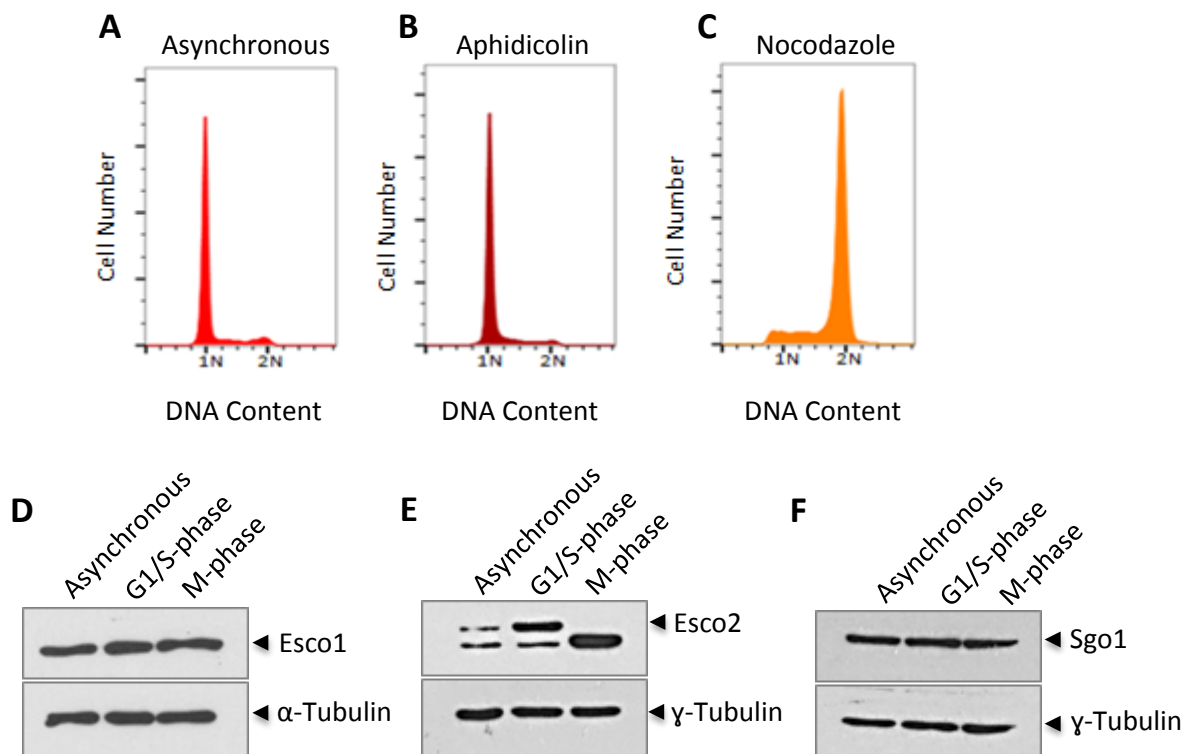 A
Asynchronous
Cell Number
1N 2N
DNA Content
B
Aphidicolin
Cell Number
1N 2N
DNA Content
C
Nocodazole
Cell Number
1N 2N
DNA Content
D
Asynchronous
G1/S-phase
M-phase
Esco1
α-Tubulin
E
Asynchronous
G1/S-phase
M-phase
Esco2
ɣ-Tubulin
F
Asynchronous
G1/S-phase
M-phase
Sgo1
ɣ-Tubulin